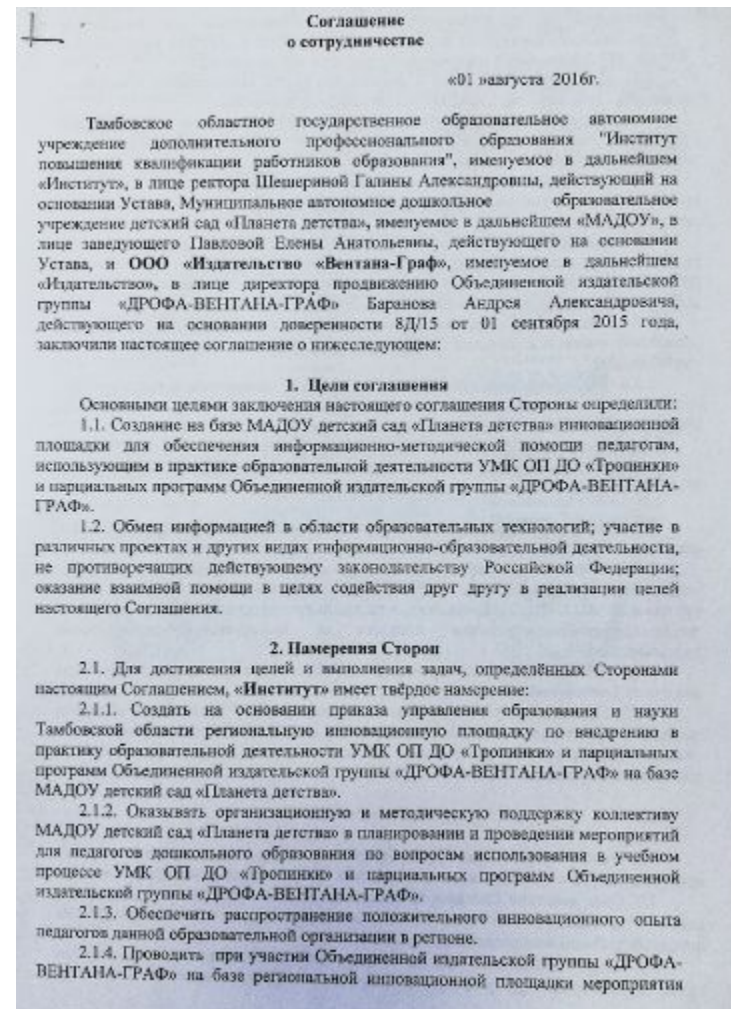 Соглашение
о сотрудничестве
«01 »августа 2016г.
Тамбовское областное государственное образовательное автономное
учреждение дополнительного профессионального образования "Институт
повышения квалификации работников образования", именуемое в дальнейшем
«Институт», в лице ректора Шешериной Галины Александровны, действующий на
основании Устава, Муниципальное автономное дошкольное образовательное
учреждение детский сад «Планета детства», именуемое в дальнейшем «МАДОУ», в
лице заведующего Павловой Елены Анатольевны, действующего на основании
Устава, и ООО «Издательство «Вентана-Граф», именуемое в дальнейшем
«Издательство», в лице директора продвижению Объединенной издательской
группы «ДРОФА-ВЕНТАНА-ГРАФ» Баранова Андрея Александровича,
действующего на основании доверенности 8Д/15 от 01 сентября 2015 года,
заключили настоящее соглашение о нижеследующем:
1. Цели соглашения
Основными целями заключения настоящего соглашения Стороны определили:
1.1. Создание на базе МАДОУ детский сад «Планета детства» инновационной
площадки для обеспечения информационно-методической помощи педагогам,
использующим в практике образовательной деятельности УМК ОП ДО «Тропинки»
и парциальных программ Объединенной издательской группы «ДРОФА-ВЕНТАНА-
ГРАФ».
1.2. Обмен информацией в области образовательных технологий; участие в
различных проектах и других видах информационно-образовательной деятельности,
не противоречащих действующему законодательству Российской Федерации;
оказание взаимной помощи в целях содействия друг другу в реализации целей
настоящего Соглашения.
2. Намерения Сторон
2.1. Для достижения целей и выполнения задач, определённых Сторонами
настоящим Соглашением, «Институт» имеет твёрдое намерение:
2.1.1. Создать на основании приказа управления образования и науки
Тамбовской области региональную инновационную площадку по внедрению в
практику образовательной деятельности УМК ОП ДО «Тропинки» и парциальных
программ Объединенной издательской группы «ДРОФА-ВЕНТАНА-ГРАФ» на базе
МАДОУ детский сад «Планета детства».
2.1.2. Оказывать организационную и методическую поддержку коллективу
МАДОУ детский сад «Планета детства» в планировании и проведении мероприятий
для педагогов дошкольного образования по вопросам использования в учебном
процессе УМК ОП ДО «Тропинки» и парциальных программ Объединенной
издательской группы «ДРОФА-ВЕНТАНА-ГРАФ».
2.1.3. Обеспечить распространение положительного инновационного опыта
педагогов данной образовательной организации в регионе.
2.1.4. Проводить при участии Объединенной издательской группы «ДРОФА-
ВЕНТАНА-ГРАФ» на базе региональной инновационной площадки мероприятия